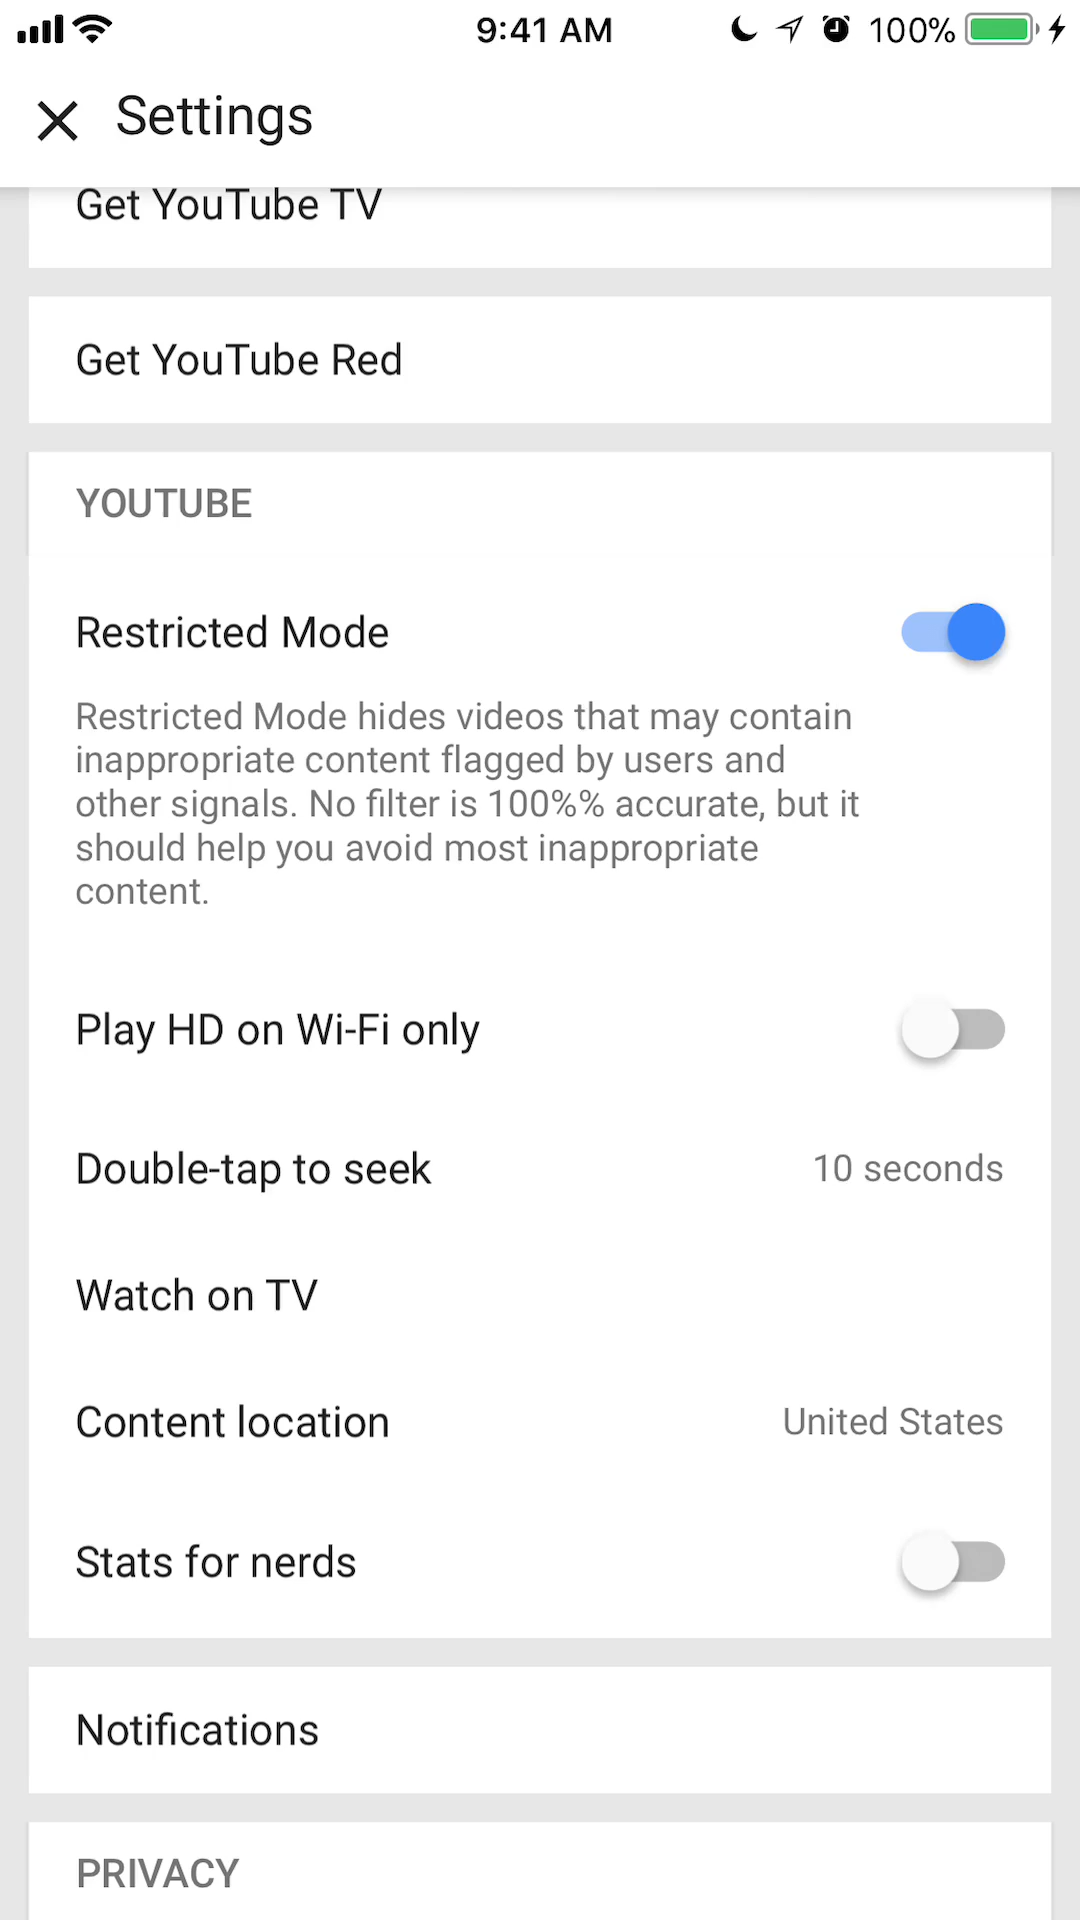 9:41 AM
100%
Settings
Get YouTube TV
Get YouTube Red
YOUTUBE
Restricted Mode
Restricted Mode hides videos that may contain
inappropriate content flagged by users and
other signals. No filter is 100%% accurate, but it
should help you avoid most inappropriate
content.
Play HD on Wi-Fi only
Double-tap to seek
10 seconds
Watch on TV
Content location
United States
Stats for nerds
Notifications
PRIVACY